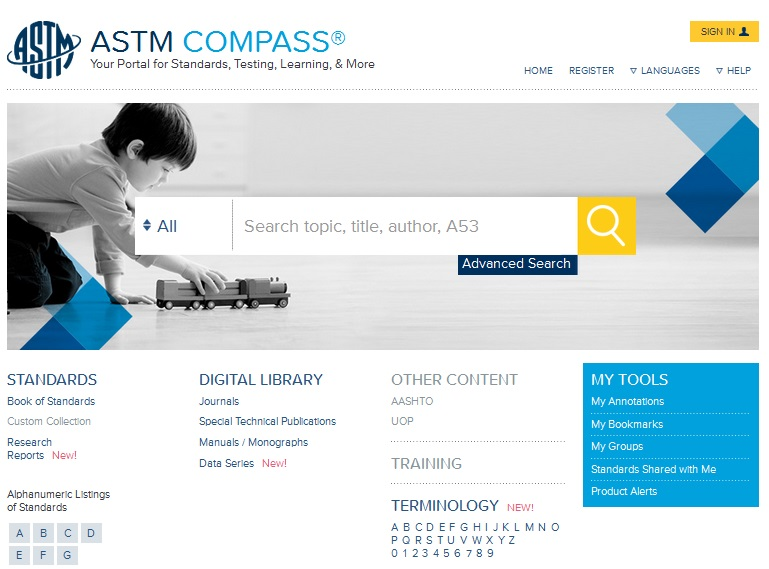 ASTM
ASTM COMPASS®
Your Portal for Standards, Testing, Learning, & More
SIGN IN
HOME REGISTER LANGUAGES HELP
All Search topic, title, author, A53
Advanced Search
STANDARDS
Book of Standards
Custom Collection
Research
Reports New!
Alphanumeric Listings
of Standards
A B C D
E F G
DIGITAL LIBRARY
Journals
Special Technical Publications
Manuals / Monographs
Data Series New!
OTHER CONTENT
AASHTO
UOP
TRAINING
TERMINOLOGY NEW!
A B C D E F G H I J K L M N O
P Q R S T U V W X Y Z
0 1 2 3 4 5 6 7 8 9
MY TOOLS
My Annotations
My Bookmarks
My Groups
Standards Shared with Me
Product Alerts